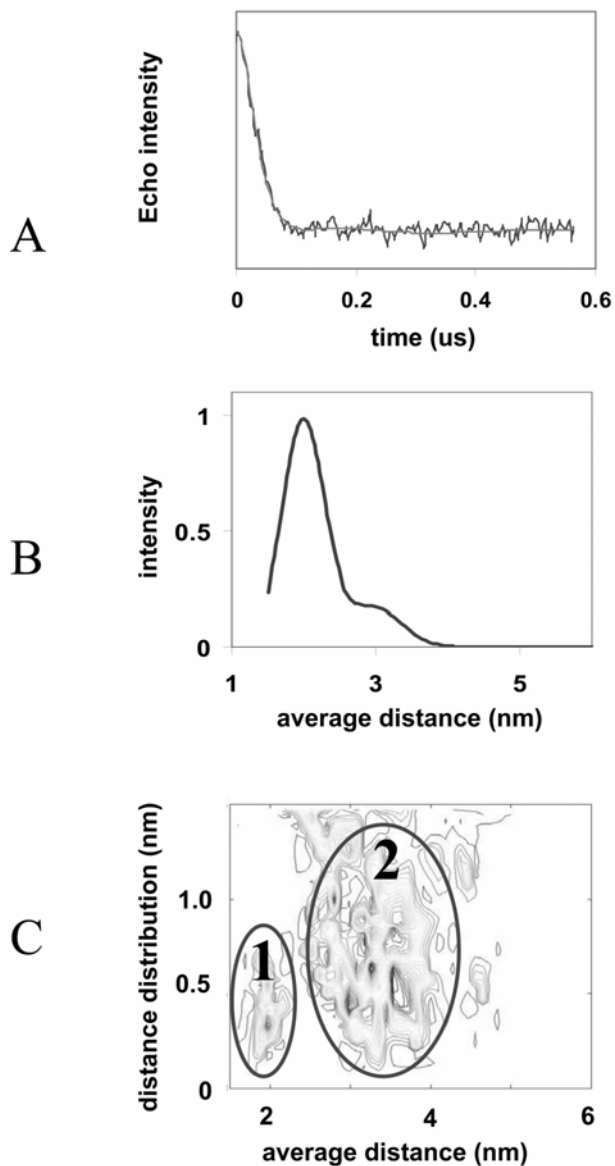 A
Echo intensity
0
0.2
0.4
0.6
time (us)
B
intensity
1
0.5
0
1
3
5
average distance (nm)
C
distance distribution (nm)
1.0
0.5
0
1
2
2
4
6
average distance (nm)